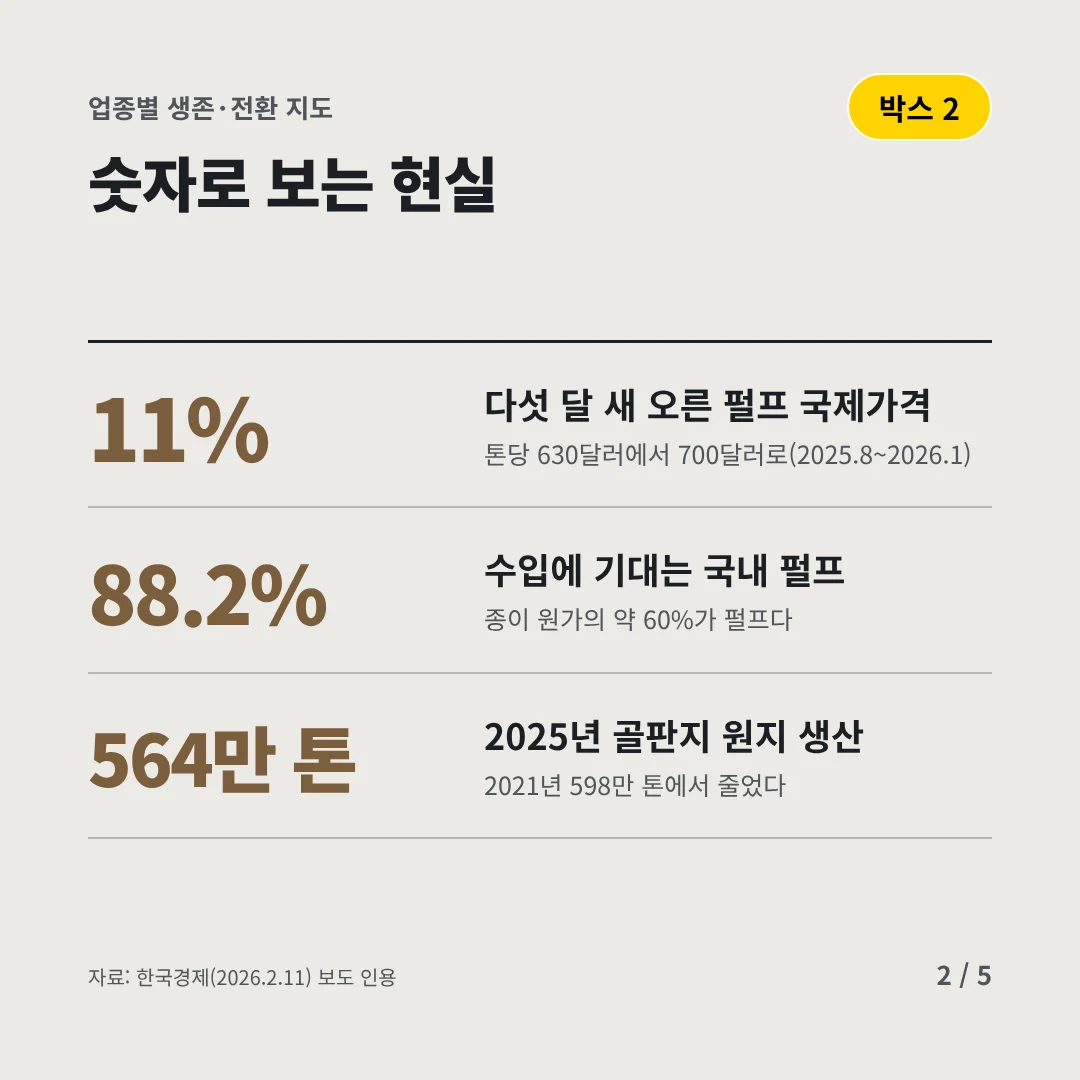 업종별 생존·전환 지도
박스 2
숫자로 보는 현실
11%
다섯 달 새 오른 펄프 국제가격
톤당 630달러에서 700달러로(2025.8~2026.1)
88.2%
수입에 기대는 국내 펄프
종이 원가의 약 60%가 펄프다
564만 톤
2025년 골판지 원지 생산
2021년 598만 톤에서 줄었다
자료: 한국경제(2026.2.11) 보도 인용
2 / 5